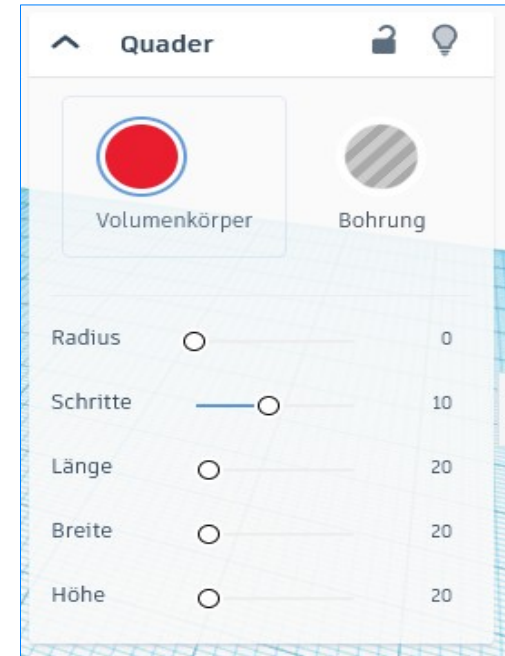 Quader
Volumenkörper Bohrung
Radius 0
Schritte 10
Länge 20
Breite 20
Höhe 20